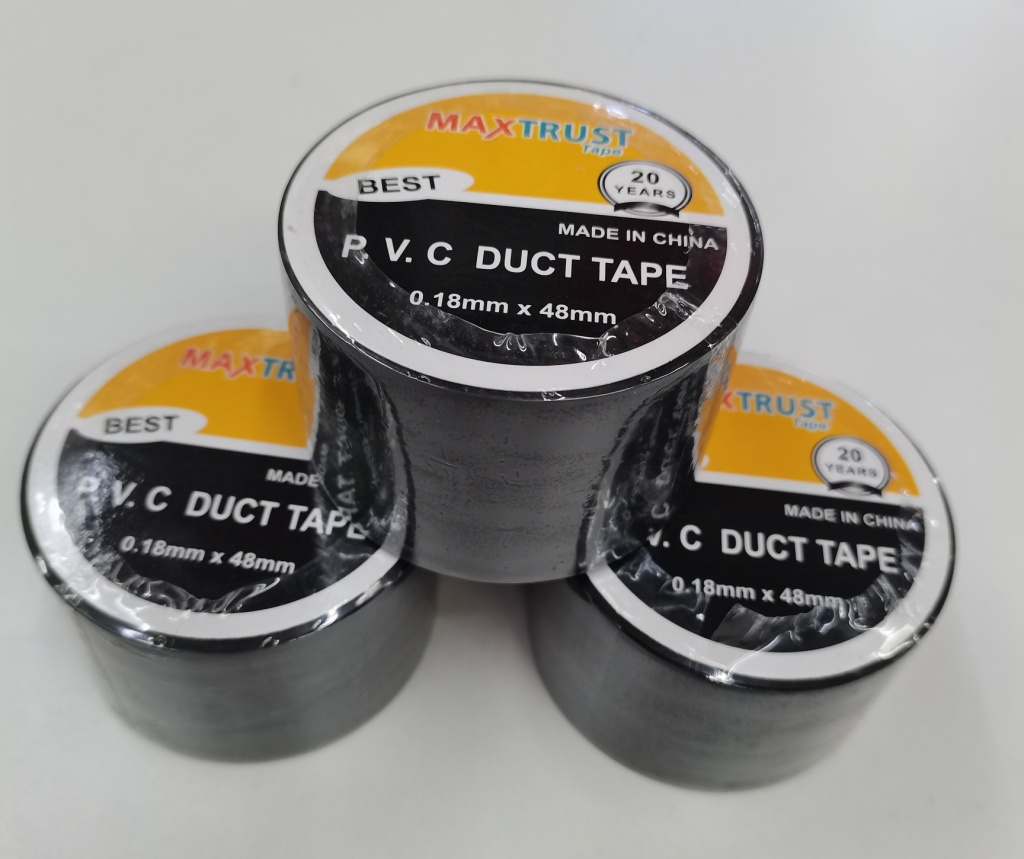 MAXTRUST
Tape
BEST
20
YEARS
MADE IN CHINA
P. V. C DUCT TAPE
0.18mm x 48mm
MAXTR
BEST
MADE
P. V. C DUCT TAPE
0.18mm x 48mm
XTRUST
Tape
20
YEARS
MADE IN CHINA
V. C DUCT TAPE
0.18mm x 48mm